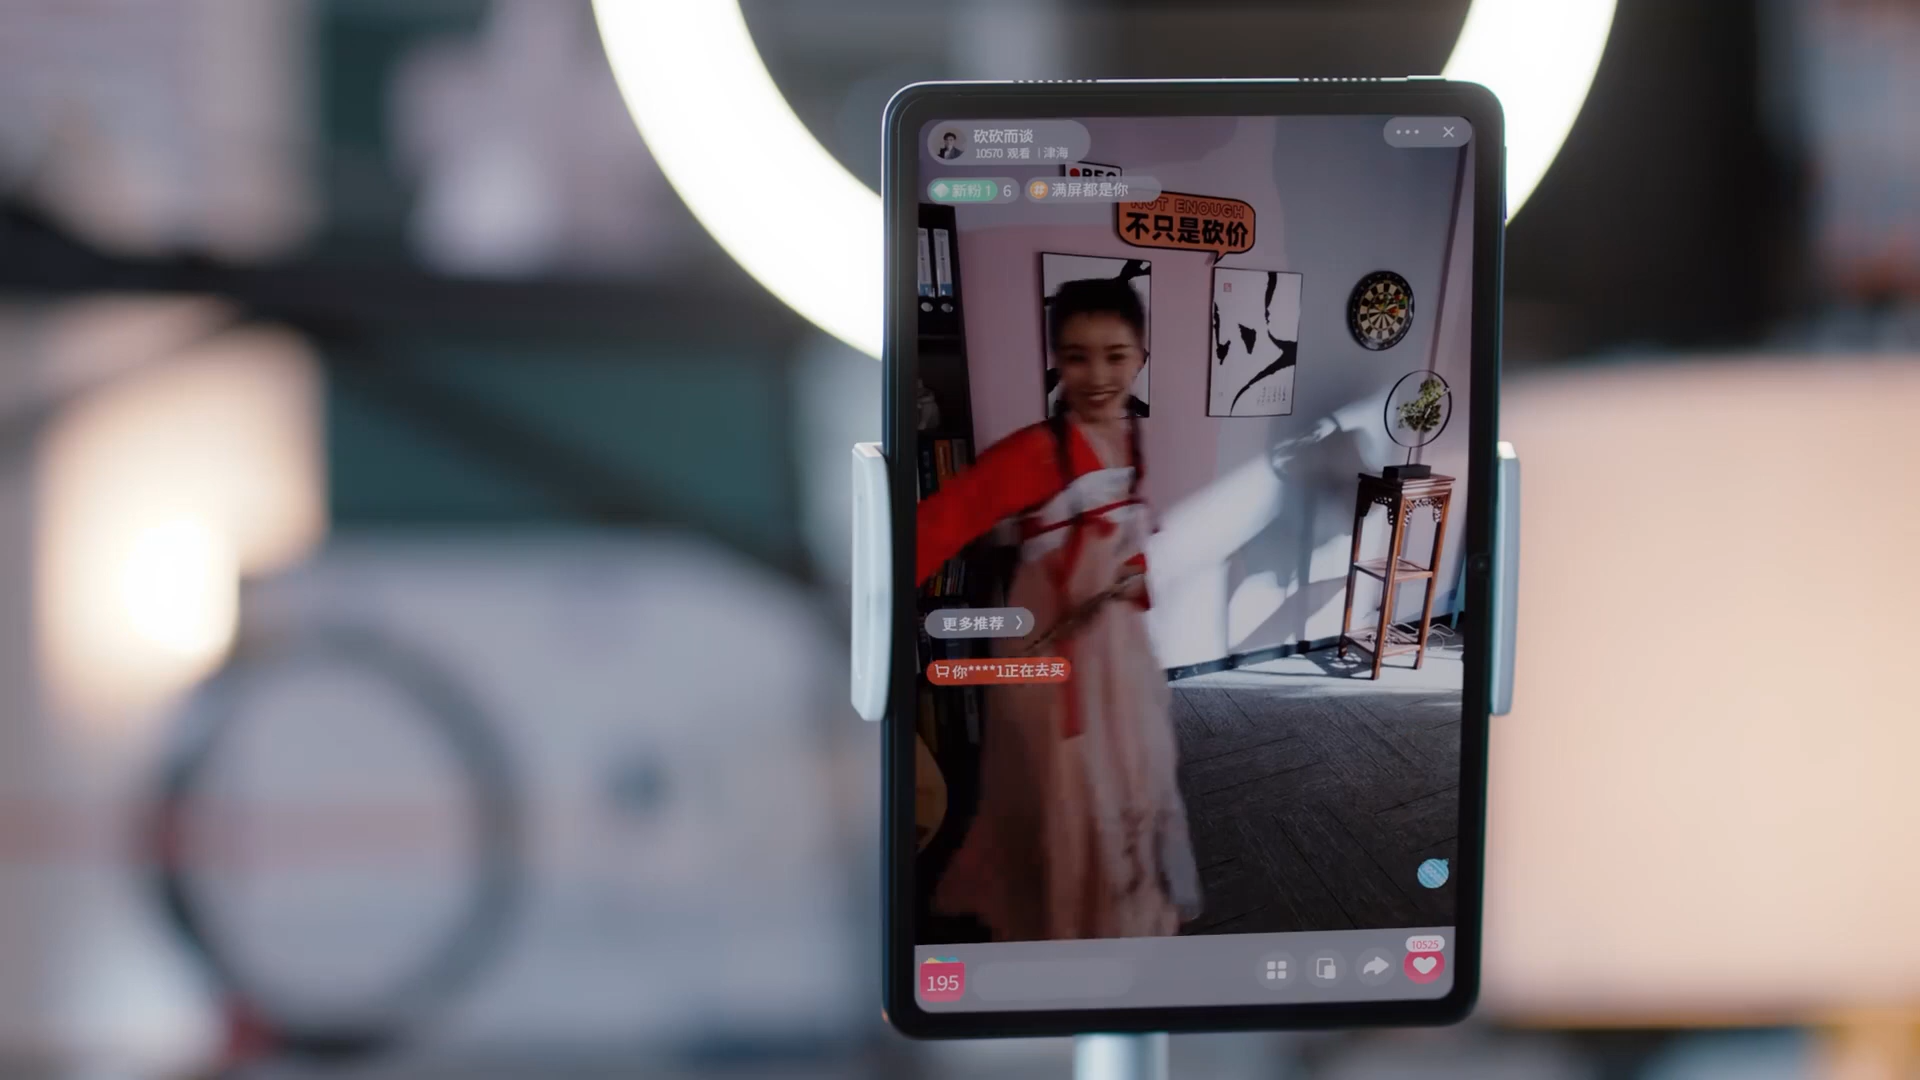 砍砍而谈
10570 观看 | 津海
REC
新粉1 6
满屏都是你
NOT ENOUGH
不只是砍价
更多推荐 〉
你****1正在去买
10525
195